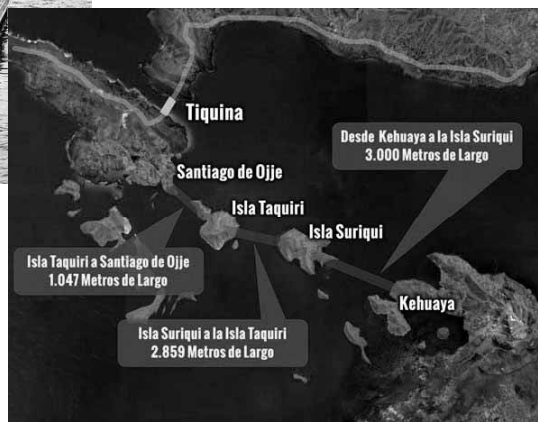 Tiquina
Desde Kehuaya a la Isla Suriqui
3.000 Metros de Largo
Santiago de Ojje
Isla Taquiri
Isla Suriqui
Isla Taquiri a Santiago de Ojje
1.047 Metros de Largo
Kehuaya
Isla Suriqui a la Isla Taquiri
2.859 Metros de Largo